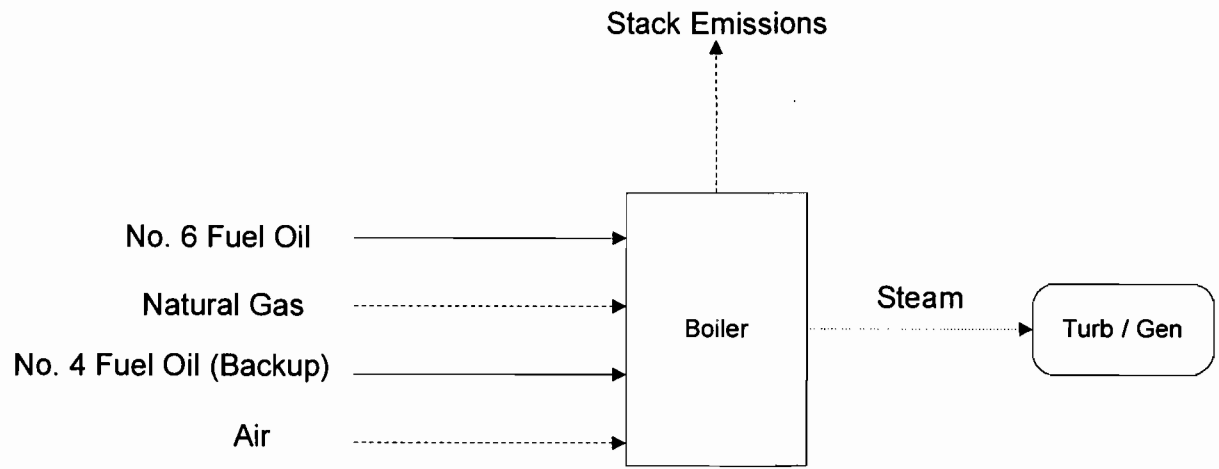 Stack Emissions
No. 6 Fuel Oil
Natural Gas
No. 4 Fuel Oil (Backup)
Air
Boiler
Steam
Turb / Gen